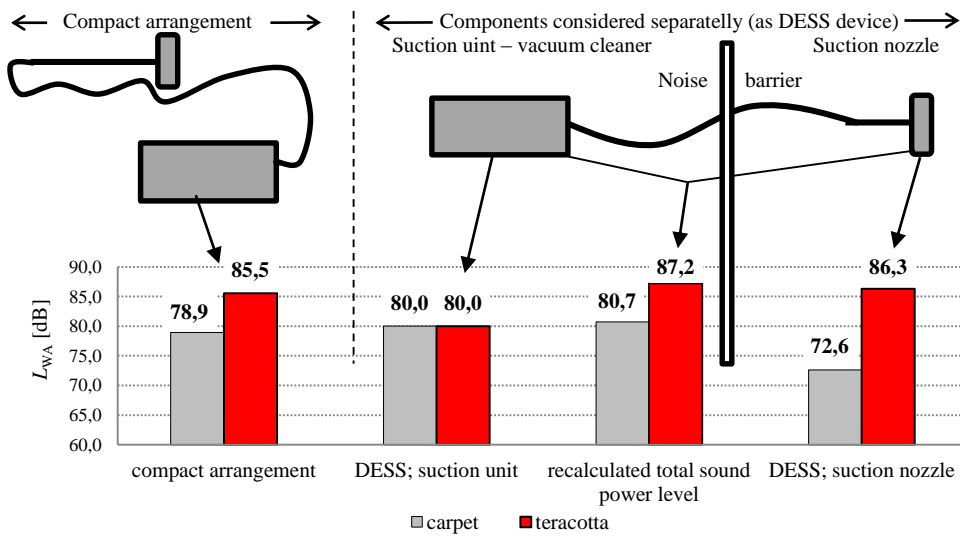 Compact arrangement
Components considered separatelly (as DESS device)
Suction uint – vacuum cleaner
Suction nozzle
Noise barrier
85,5
87,2
86,3
78,9
80,0
80,0
80,7
72,6
90,0
85,0
80,0
75,0
70,0
65,0
60,0
LWA [dB]
compact arrangement
DESS; suction unit
recalculated total sound
power level
DESS; suction nozzle
carpet
teracotta